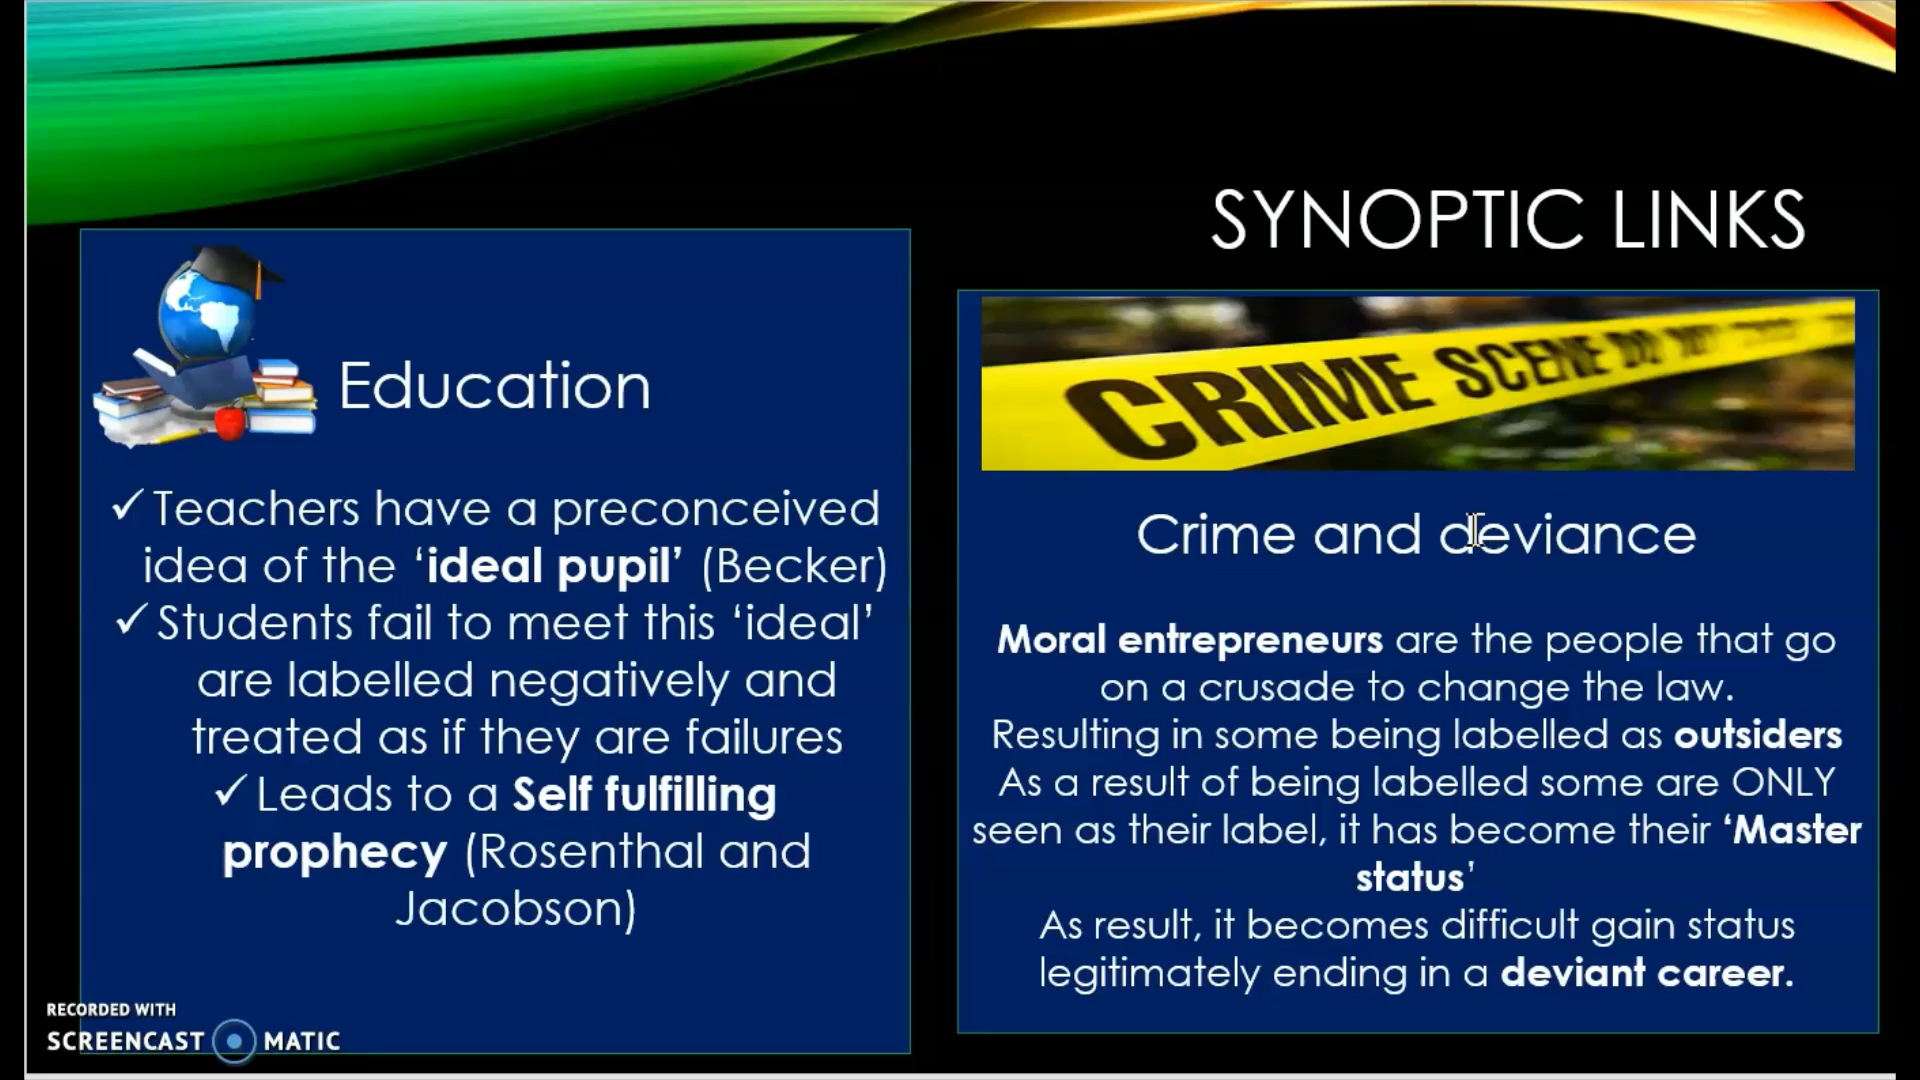 SYNOPTIC LINKS
Education
✓Teachers have a preconceived
idea of the ‘ideal pupil’ (Becker)
✓Students fail to meet this ‘ideal’
are labelled negatively and
treated as if they are failures
✓Leads to a Self fulfilling
prophecy (Rosenthal and
Jacobson)
CRIME SCENE DO NOT
Crime and deviance
Moral entrepreneurs are the people that go
on a crusade to change the law.
Resulting in some being labelled as outsiders
As a result of being labelled some are ONLY
seen as their label, it has become their ‘Master
status’
As result, it becomes difficult gain status
legitimately ending in a deviant career.
RECORDED WITH
SCREENCAST MATIC